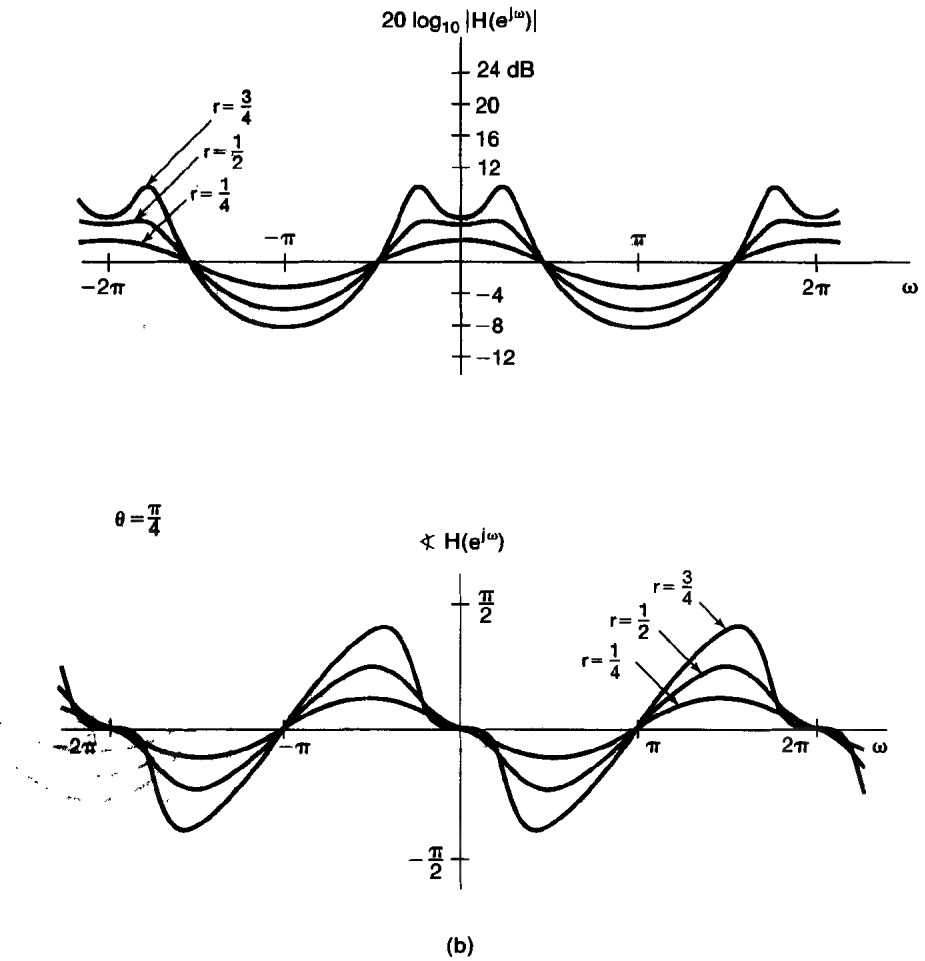 20 log₁₀ |H(e^{jω})|
24 dB
20
16
12
r = 3/4
r = 1/2
r = 1/4
−π
π
−2π
2π
ω
−4
−8
−12
θ = π/4
∢ H(e^{jω})
π/2
r = 3/4
r = 1/2
r = 1/4
−2π
−π
π
2π
ω
−π/2
(b)